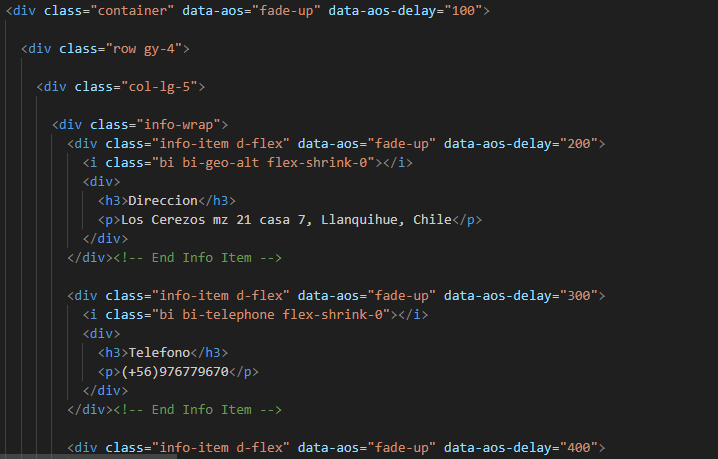 <div class="container" data-aos="fade-up" data-aos-delay="100">
<div class="row gy-4">
<div class="col-lg-5">
<div class="info-wrap">
<div class="info-item d-flex" data-aos="fade-up" data-aos-delay="200">
<i class="bi bi-geo-alt flex-shrink-0"></i>
<div>
<h3>Direccion</h3>
<p>Los Cerezos mz 21 casa 7, Llanquihue, Chile</p>
</div>
</div><!-- End Info Item -->
<div class="info-item d-flex" data-aos="fade-up" data-aos-delay="300">
<i class="bi bi-telephone flex-shrink-0"></i>
<div>
<h3>Telefono</h3>
<p>(+56)976779670</p>
</div>
</div><!-- End Info Item -->
<div class="info-item d-flex" data-aos="fade-up" data-aos-delay="400">